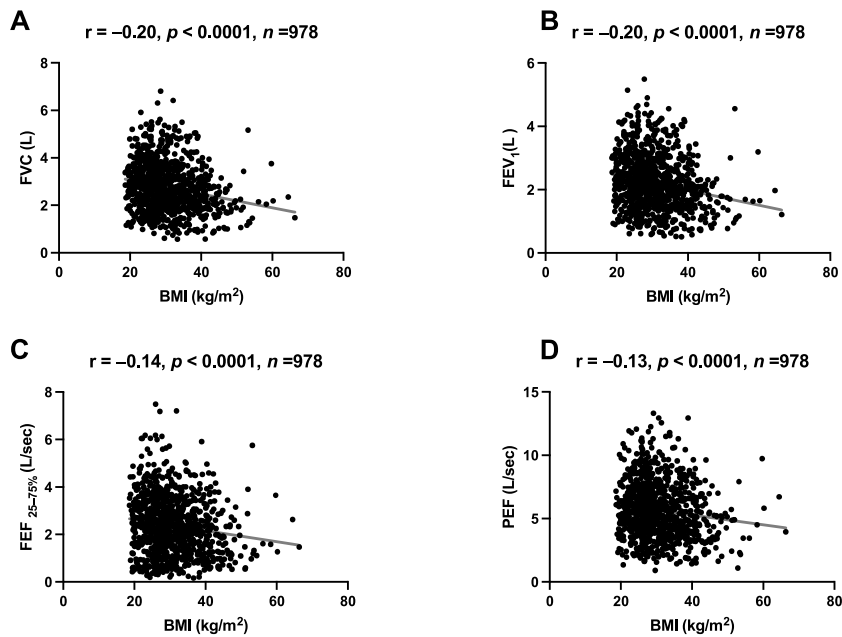 A
r = –0.20, p < 0.0001, n =978
8
6
4
2
0
FVC (L)
0 20 40 60 80
BMI (kg/m²)
B
r = –0.20, p < 0.0001, n =978
6
4
2
0
FEV₁(L )
0 20 40 60 80
BMI (kg/m²)
C
r = –0.14, p < 0.0001, n =978
8
6
4
2
0
FEF 25–75% (L/sec)
0 20 40 60 80
BMI (kg/m²)
D
r = –0.13, p < 0.0001, n =978
15
10
5
0
PEF (L/sec)
0 20 40 60 80
BMI (kg/m²)